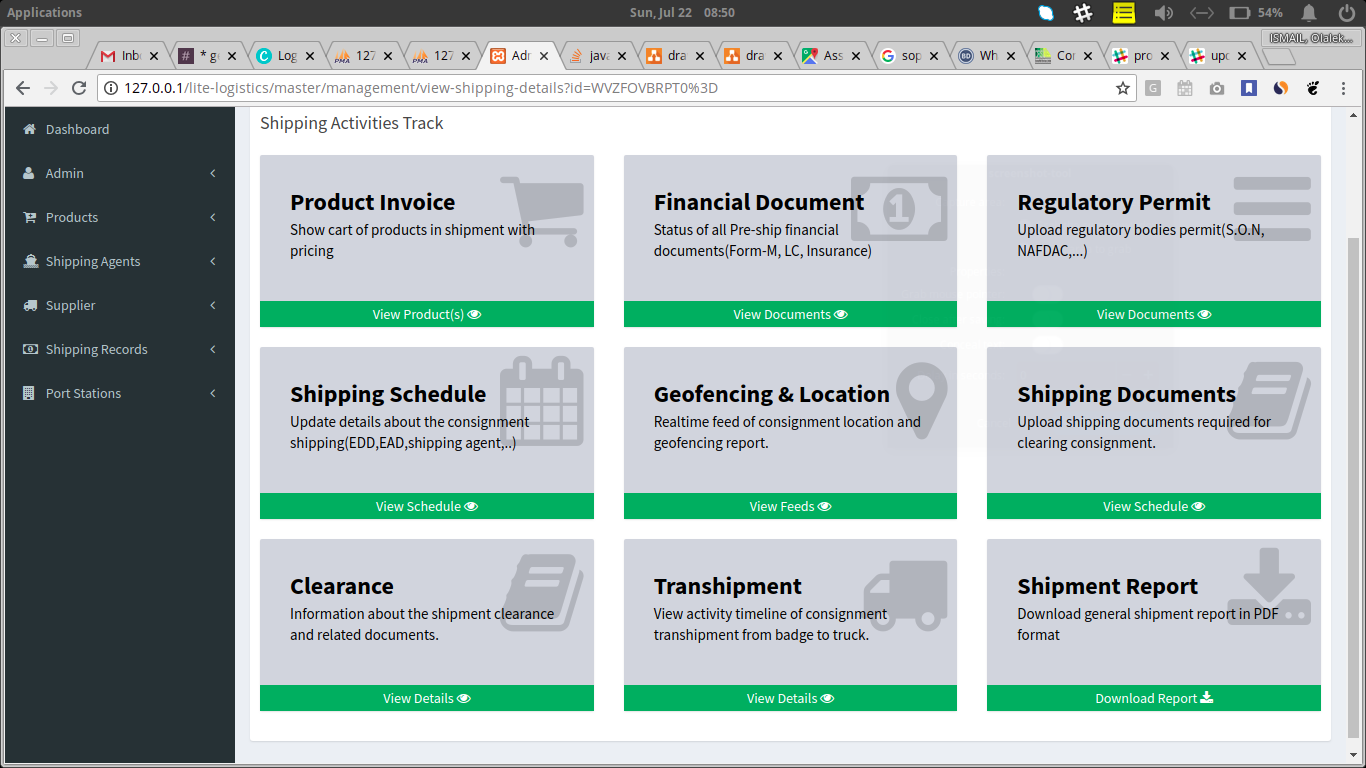 Applications
Sun, Jul 22 08:50
54%
ISMAIL, Olalek...
Inb
* ge
Log
127
127
Adn
java
dra
dra
Ass
sop
Wh
Cor
pro
upc
127.0.0.1/lite-logistics/master/management/view-shipping-details?id=WVZFOVBRPT0%3D
Dashboard
Admin
Products
Shipping Agents
Supplier
Shipping Records
Port Stations
Shipping Activities Track
Product Invoice
Show cart of products in shipment with
pricing
View Product(s)
Financial Document
Status of all Pre-ship financial
documents(Form-M, LC, Insurance)
View Documents
Regulatory Permit
Upload regulatory bodies permit(S.O.N,
NAFDAC,...)
View Documents
Shipping Schedule
Update details about the consignment
shipping(EDD,EAD,shipping agent,..)
View Schedule
Geofencing & Location
Realtime feed of consignment location and
geofencing report.
View Feeds
Shipping Documents
Upload shipping documents required for
clearing consignment.
View Schedule
Clearance
Information about the shipment clearance
and related documents.
View Details
Transhipment
View activity timeline of consignment
transhipment from badge to truck.
View Details
Shipment Report
Download general shipment report in PDF
format
Download Report